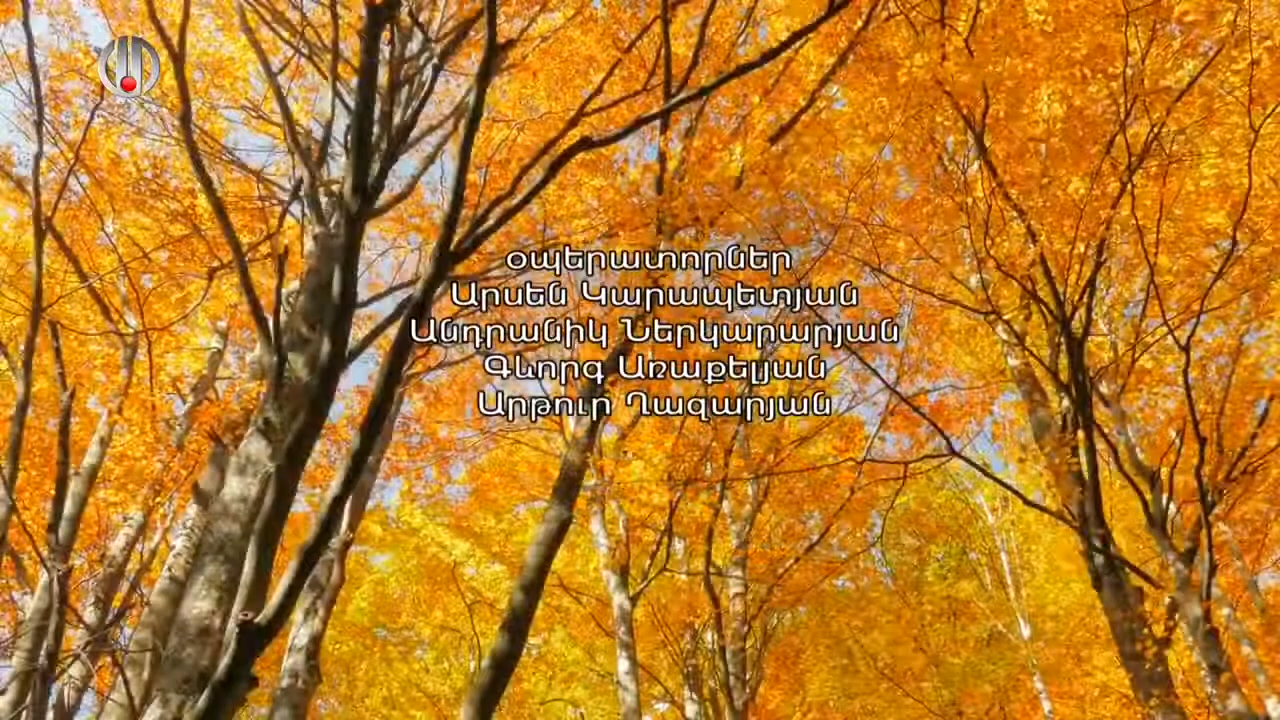 օպերատորներ
Արսեն Կարապետյան
Անդրանիկ Ներկարարյան
Գևորգ Առաքելյան
Արթուր Ղազարյան